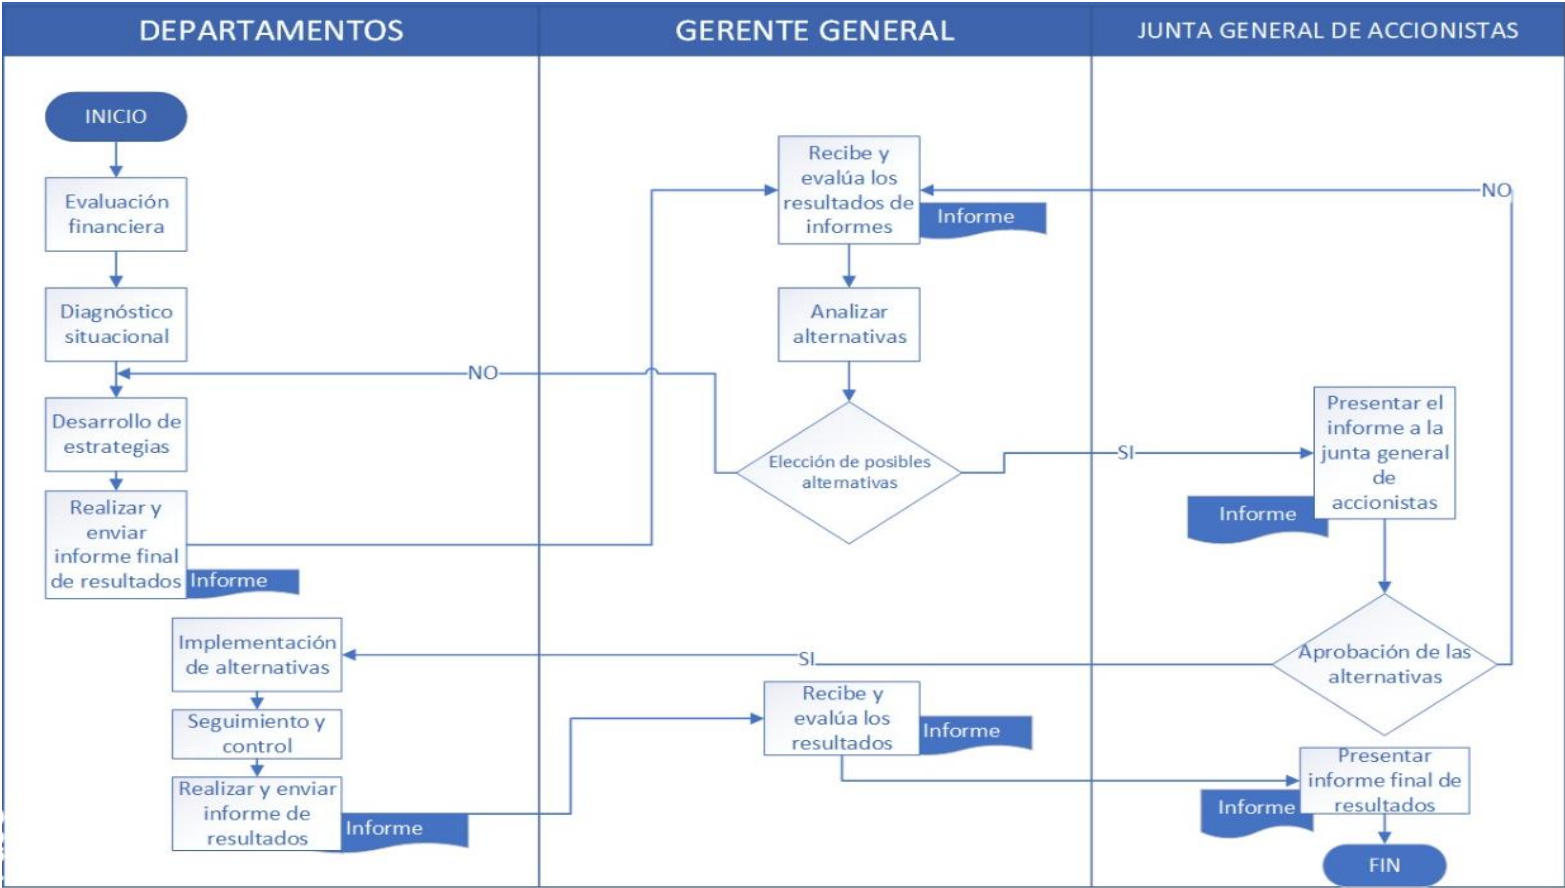 DEPARTAMENTOS
GERENTE GENERAL
JUNTA GENERAL DE ACCIONISTAS
INICIO
Evaluación
financiera
Diagnóstico
situacional
NO
Desarrollo de
estrategias
Realizar y
enviar
informe final
de resultados
Informe
Recibe y
evalúa los
resultados de
informes
Informe
NO
Analizar
alternativas
Elección de posibles
alternativas
SI
Presentar el
informe a la
junta general
de
accionistas
Informe
Aprobación de las
alternativas
SI
Implementación
de alternativas
Seguimiento y
control
Realizar y enviar
informe de
resultados
Informe
Recibe y
evalúa los
resultados
Informe
Presentar
informe final de
resultados
Informe
FIN